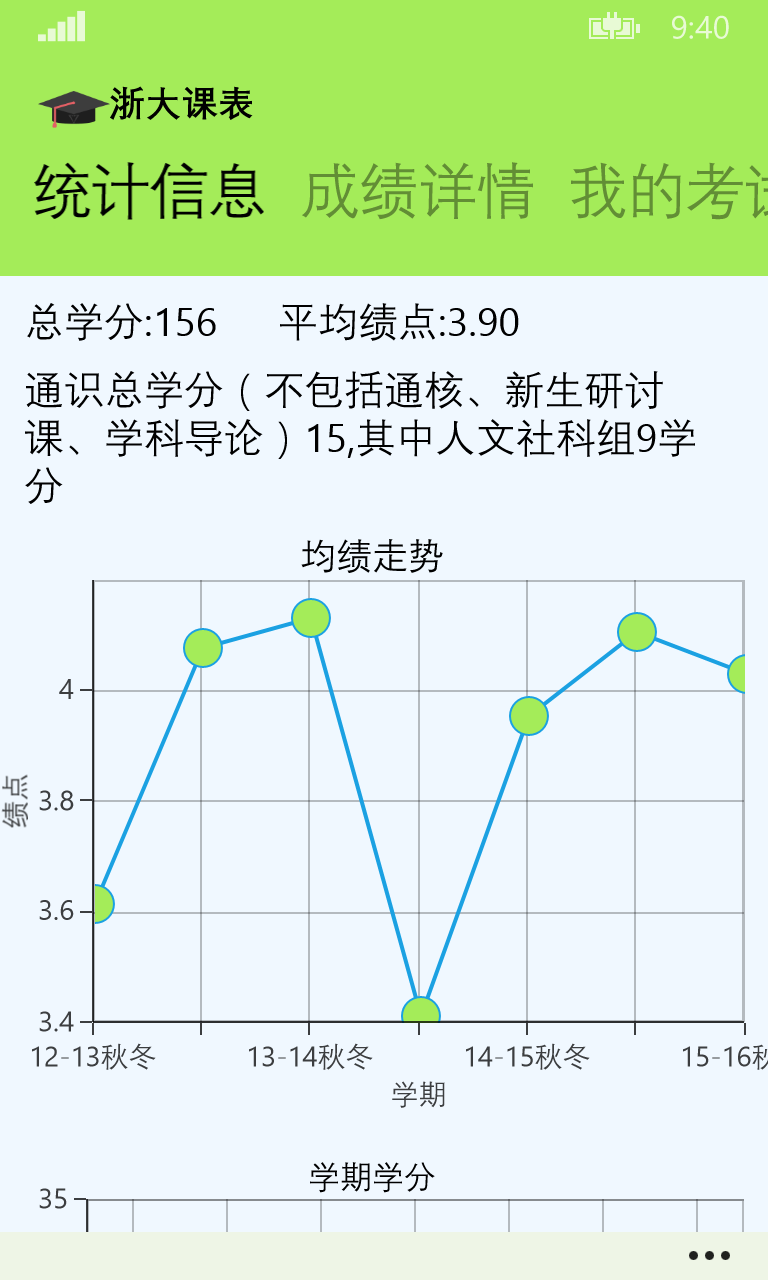 9:40
浙大课表
统计信息 成绩详情 我的考试
总学分:156 平均绩点:3.90
通识总学分（不包括通核、新生研讨
课、学科导论）15,其中人文社科组9学
分
均绩走势
4
3.8
3.6
3.4
绩点
12-13秋冬 13-14秋冬 14-15秋冬 15-16秋
学期
学期学分
35